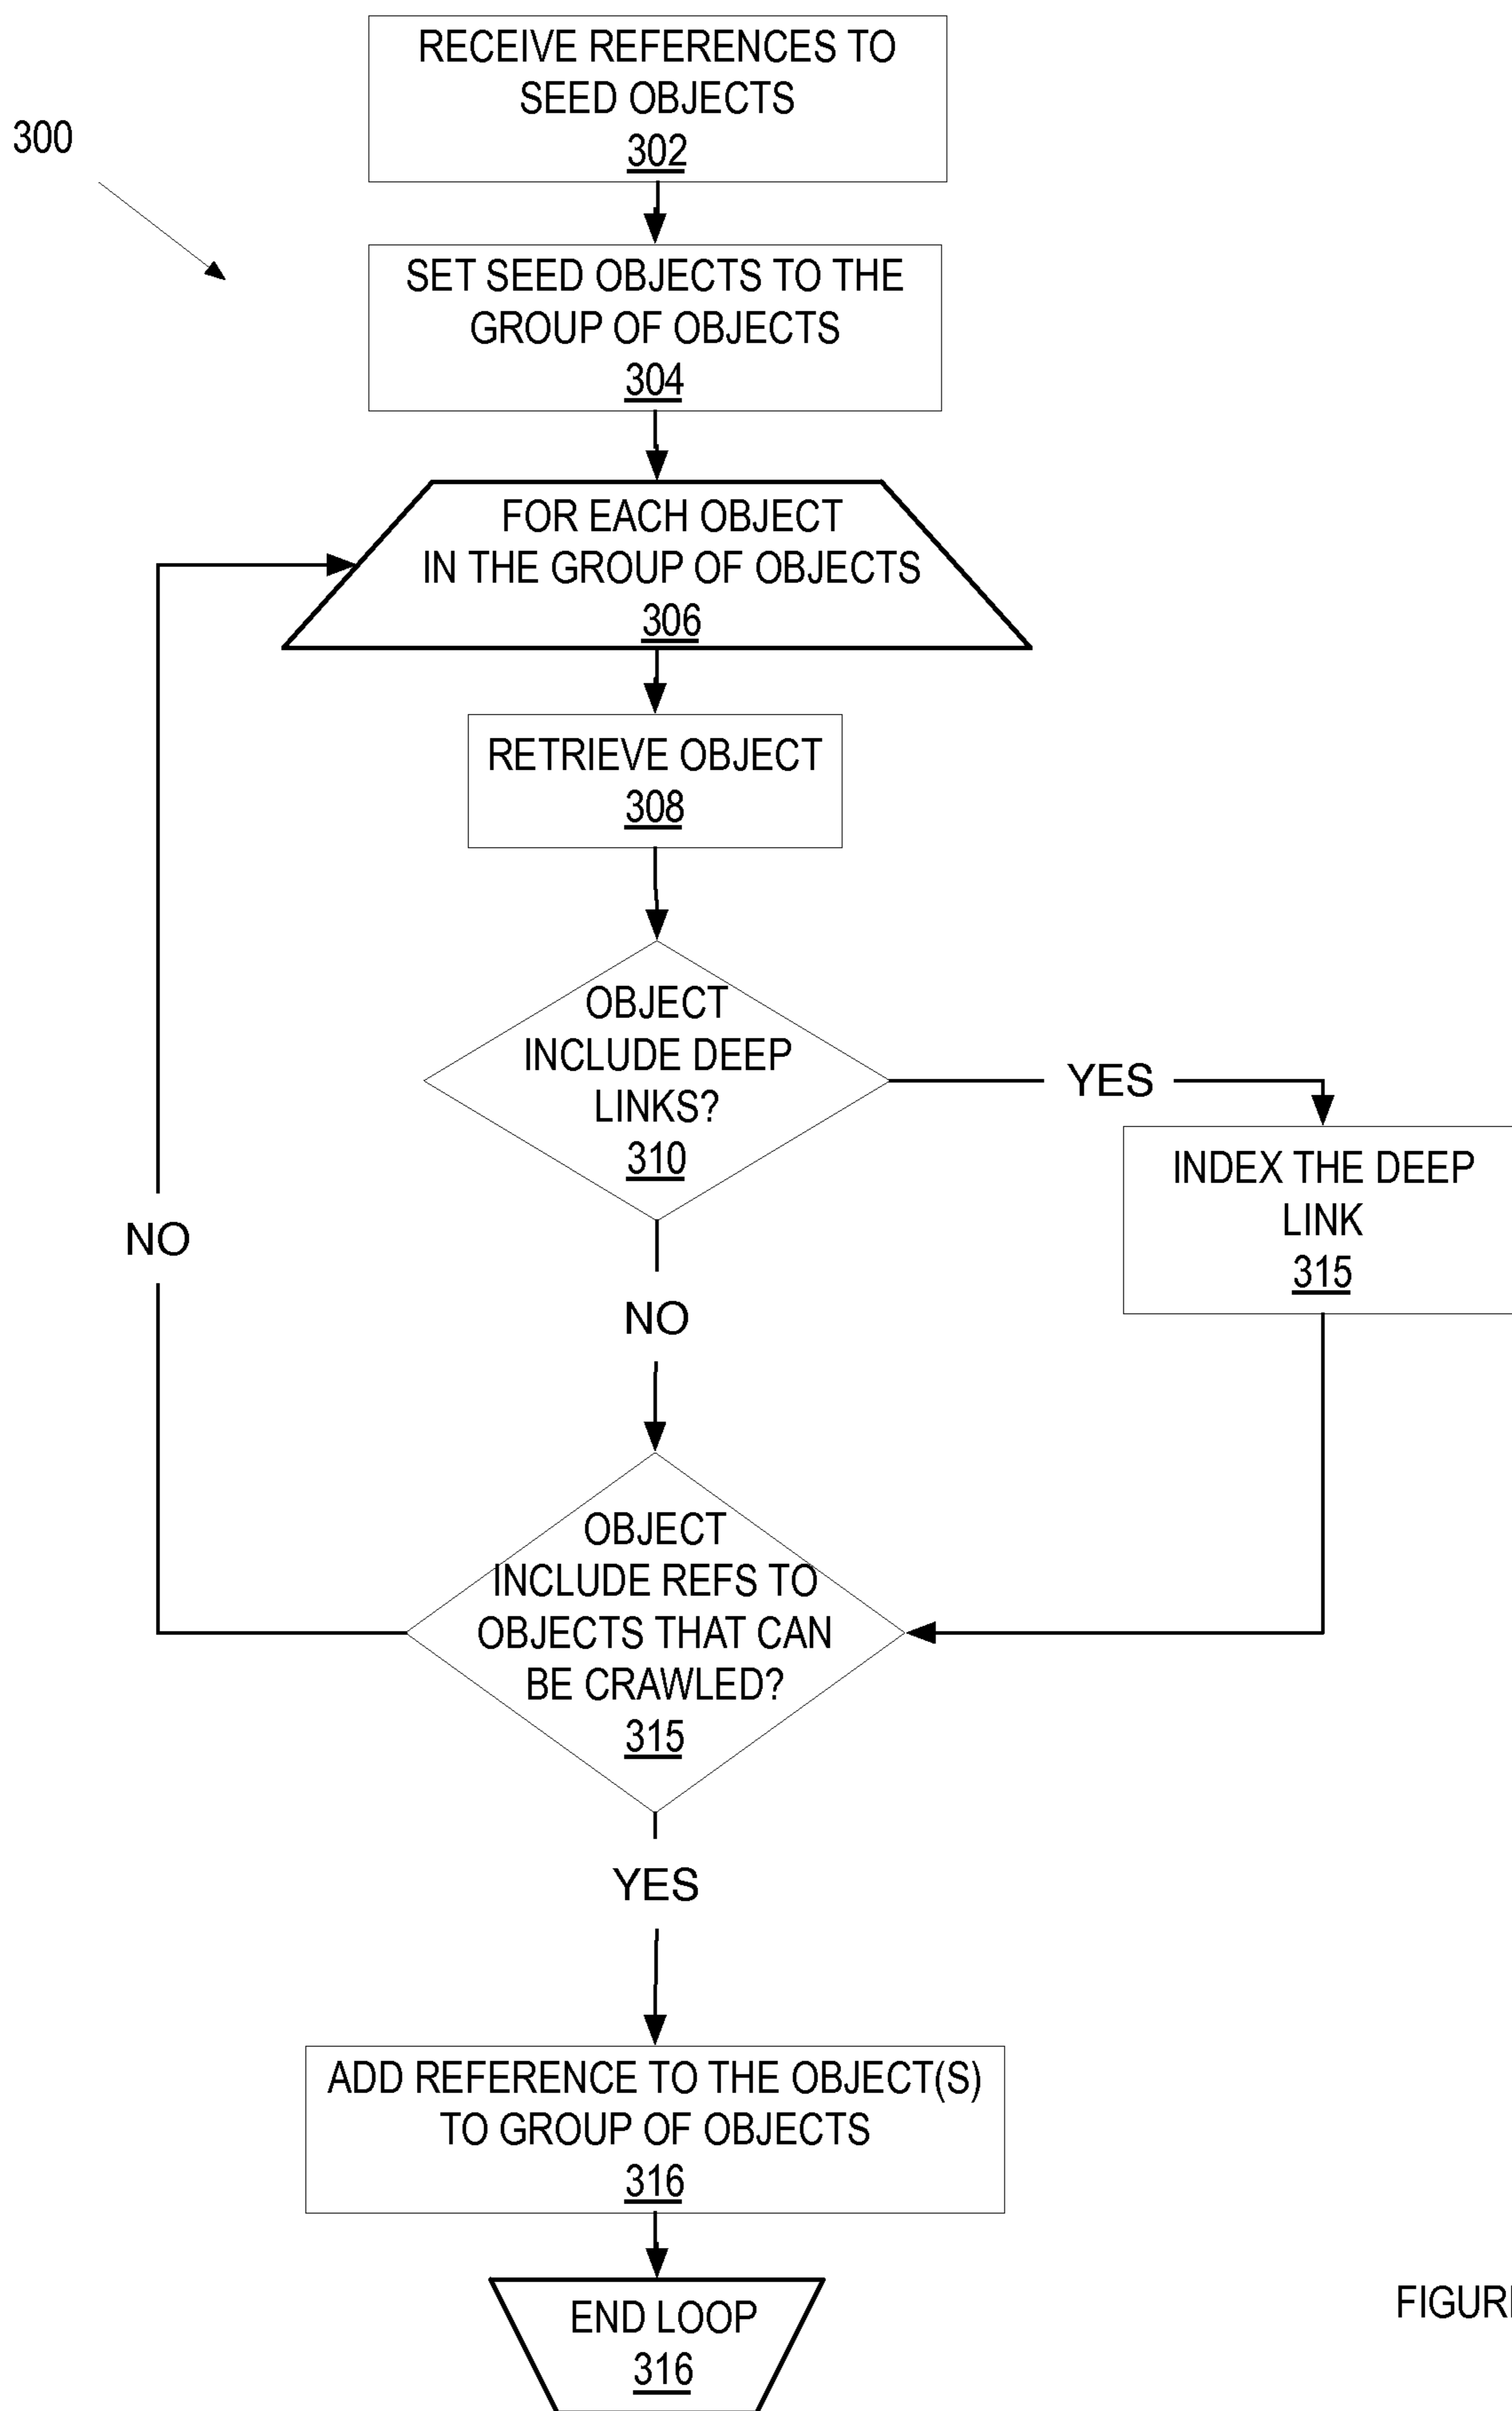 RECEIVE REFERENCES TO
SEED OBJECTS
302
300
SET SEED OBJECTS TO THE
GROUP OF OBJECTS
304
FOR EACH OBJECT
IN THE GROUP OF OBJECTS
306
RETRIEVE OBJECT
308
OBJECT
INCLUDE DEEP
LINKS?
310
YES
INDEX THE DEEP
LINK
315
NO
NO
OBJECT
INCLUDE REFS TO
OBJECTS THAT CAN
BE CRAWLED?
315
YES
ADD REFERENCE TO THE OBJECT(S)
TO GROUP OF OBJECTS
316
END LOOP
316